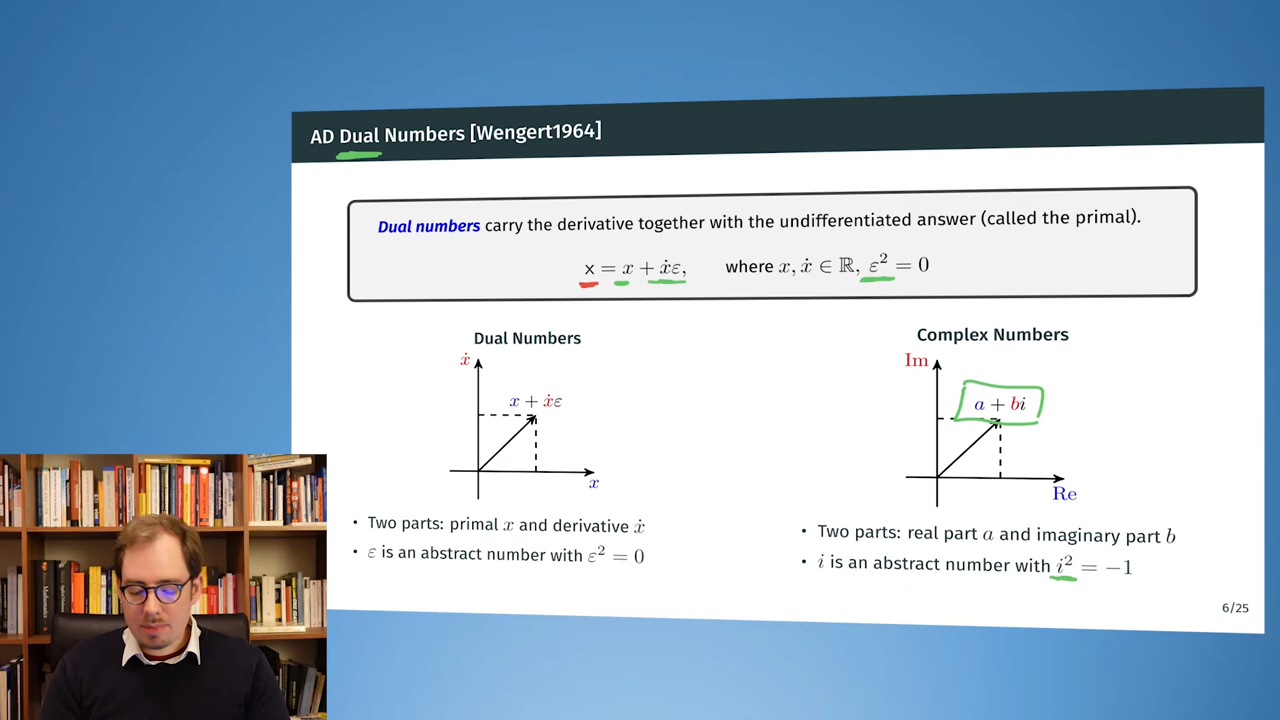 AD Dual Numbers [Wengert1964]
Dual numbers carry the derivative together with the undifferentiated answer (called the primal).
x = x + ẋε, where x, ẋ ∈ ℝ, ε² = 0
Dual Numbers
ẋ
x + ẋε
x
• Two parts: primal x and derivative ẋ
• ε is an abstract number with ε² = 0
Complex Numbers
Im
a + bi
Re
• Two parts: real part a and imaginary part b
• i is an abstract number with i² = −1
6/25